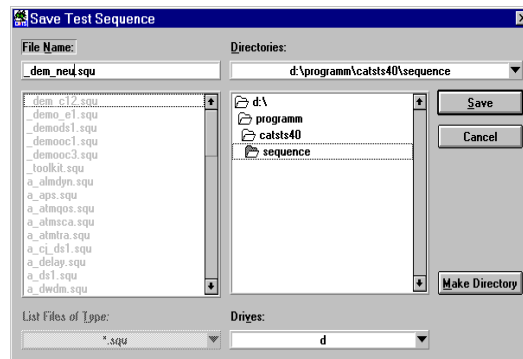 Save Test Sequence
File Name:
_dem_neu.squ
_dem_c12.squ
_demo_e1.squ
_demods1.squ
_demooc1.squ
_demooc3.squ
_toolkit.squ
a_almdyn.squ
a_aps.squ
a_atmqos.squ
a_atmsca.squ
a_atmtra.squ
a_cj_ds1.squ
a_delay.squ
a_ds1.squ
a_dwdm.squ
List Files of Type:
*.squ
Directories:
d:\programm\catsts40\sequence
d:\
programm
catsts40
sequence
Drives:
d
Save
Cancel
Make Directory